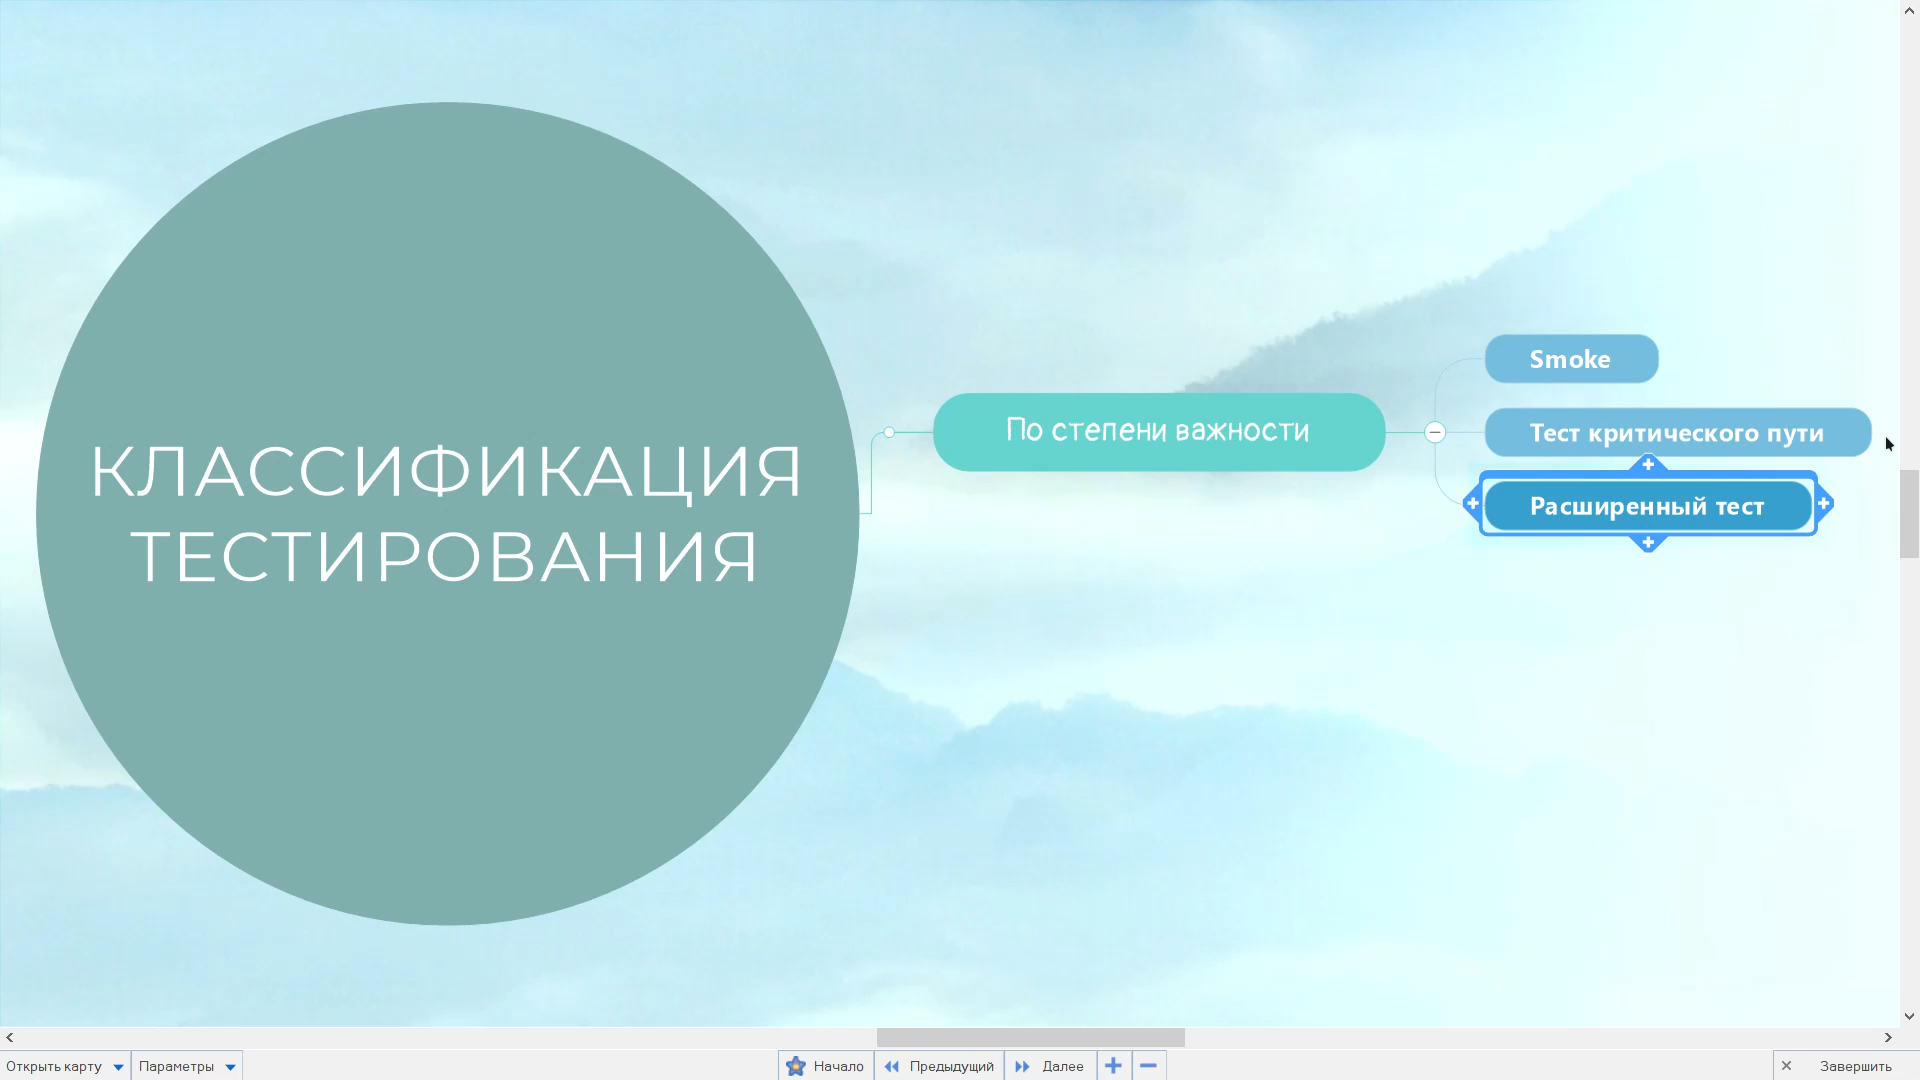 КЛАССИФИКАЦИЯ
ТЕСТИРОВАНИЯ
По степени важности
Smoke
Тест критического пути
Расширенный тест
Открыть карту
Параметры
Начало
Предыдущий
Далее
Завершить